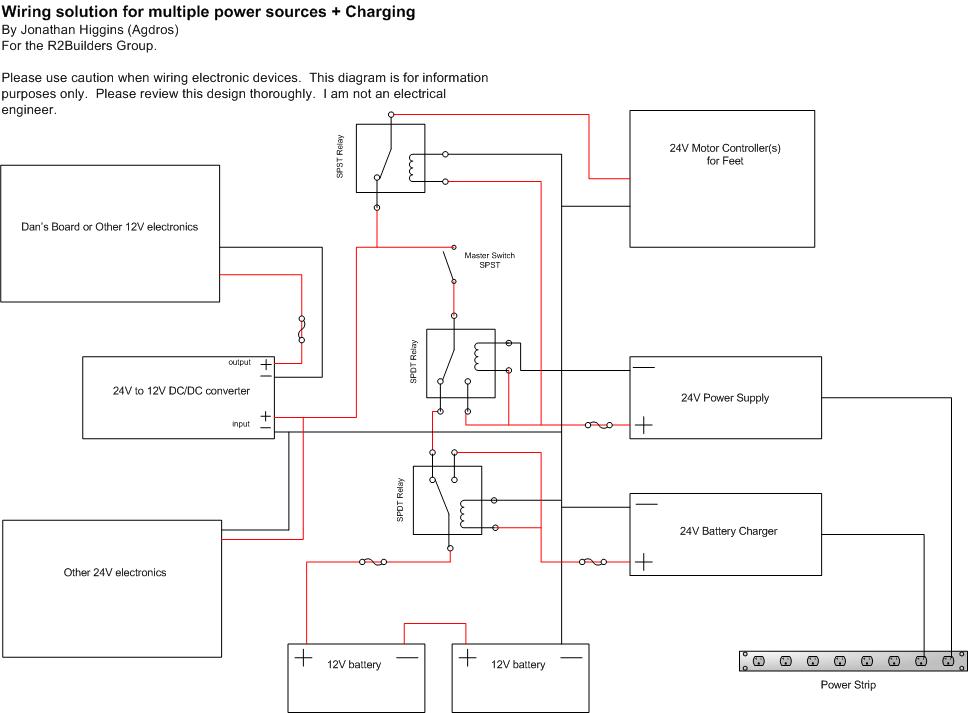 Wiring solution for multiple power sources + Charging
By Jonathan Higgins (Agdros)
For the R2Builders Group.
Please use caution when wiring electronic devices.  This diagram is for information
purposes only.  Please review this design thoroughly.  I am not an electrical
engineer.
SPST Relay
24V Motor Controller(s)
for Feet
Dan's Board or Other 12V electronics
Master Switch
SPST
SPDT Relay
output
+
−
24V to 12V DC/DC converter
+
input
−
−
24V Power Supply
+
SPDT Relay
−
24V Battery Charger
+
Other 24V electronics
+
12V battery
−
+
12V battery
−
Power Strip